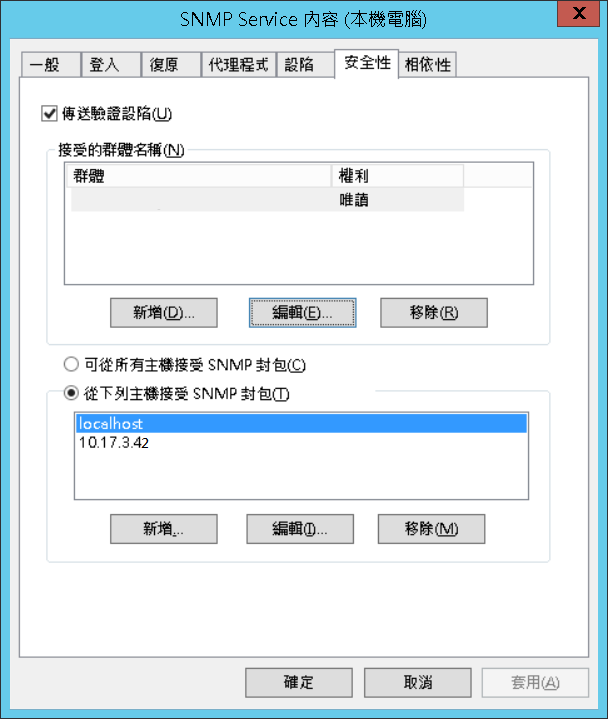 SNMP Service 內容 (本機電腦)
X
一般 登入 復原 代理程式 設陷 安全性 相依性
傳送驗證設陷(U)
接受的群體名稱(N)
群體 權利
唯讀
新增(D)... 編輯(E)... 移除(R)
可從所有主機接受 SNMP 封包(C)
從下列主機接受 SNMP 封包(T)
localhost
10.17.3.42
新增... 編輯(I)... 移除(M)
確定 取消 套用(A)